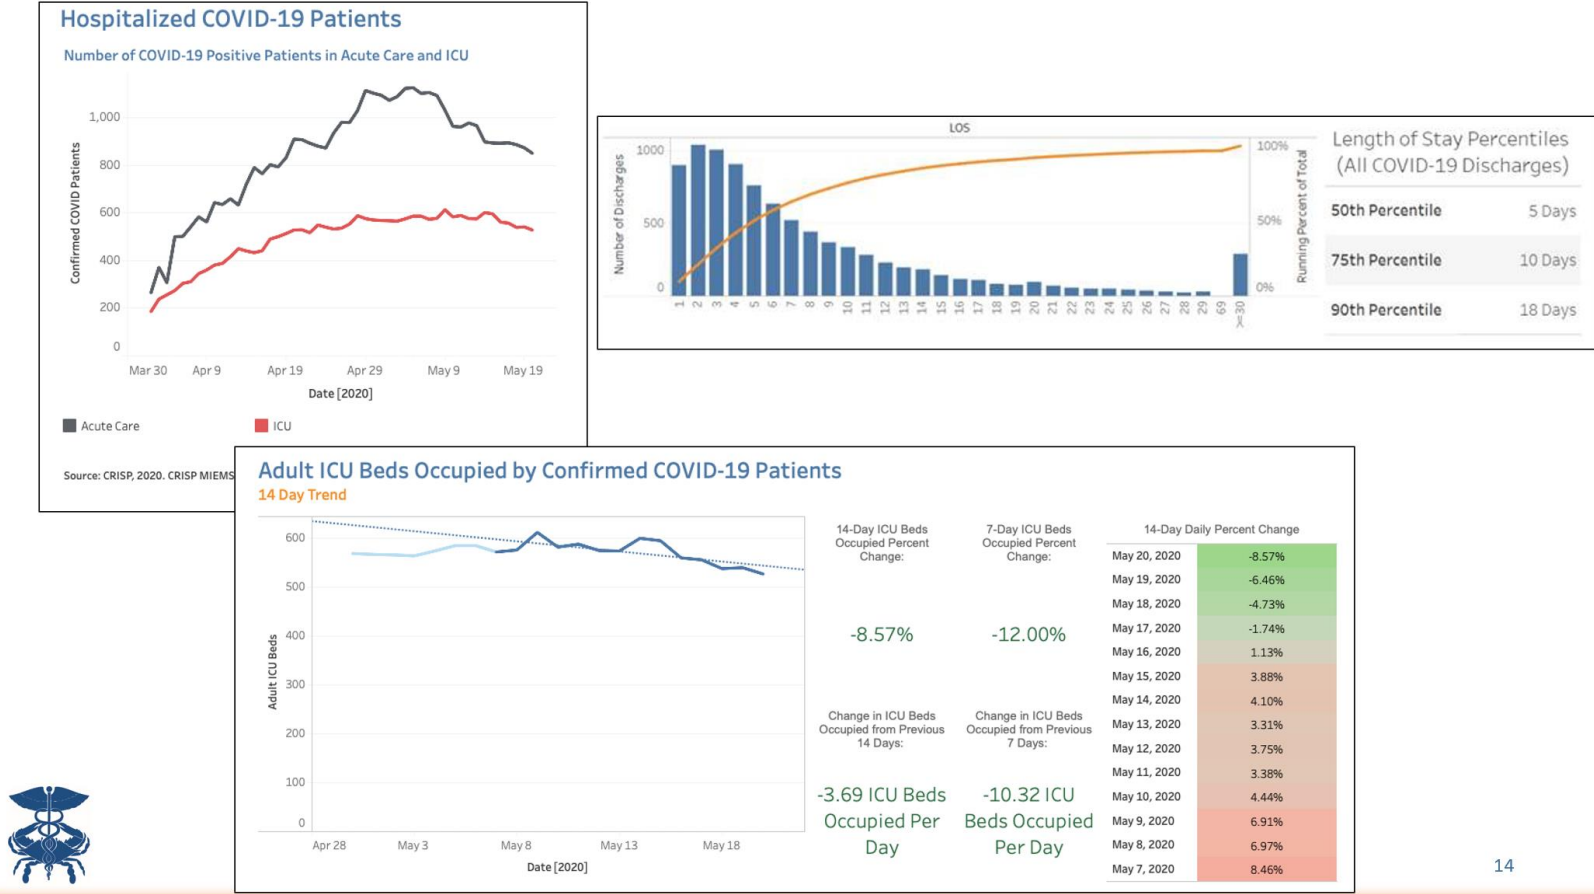 Hospitalized COVID-19 Patients
Number of COVID-19 Positive Patients in Acute Care and ICU
Confirmed COVID Patients
1,000
800
600
400
200
0
Mar 30 Apr 9 Apr 19 Apr 29 May 9 May 19
Date [2020]
Acute Care ICU
Source: CRISP, 2020. CRISP MIEMS
LOS
Number of Discharges
1000
500
0
100%
50%
0%
Running Percent of Total
1 2 3 4 5 6 7 8 9 10 11 12 13 14 15 16 17 18 19 20 21 22 23 24 25 26 27 28 29 69 >=30
Length of Stay Percentiles
(All COVID-19 Discharges)
50th Percentile 5 Days
75th Percentile 10 Days
90th Percentile 18 Days
Adult ICU Beds Occupied by Confirmed COVID-19 Patients
14 Day Trend
Adult ICU Beds
600
500
400
300
200
100
0
Apr 28 May 3 May 8 May 13 May 18
Date [2020]
14-Day ICU Beds
Occupied Percent
Change:
-8.57%
7-Day ICU Beds
Occupied Percent
Change:
-12.00%
Change in ICU Beds
Occupied from Previous
14 Days:
-3.69 ICU Beds
Occupied Per
Day
Change in ICU Beds
Occupied from Previous
7 Days:
-10.32 ICU
Beds Occupied
Per Day
14-Day Daily Percent Change
May 20, 2020 -8.57%
May 19, 2020 -6.46%
May 18, 2020 -4.73%
May 17, 2020 -1.74%
May 16, 2020 1.13%
May 15, 2020 3.88%
May 14, 2020 4.10%
May 13, 2020 3.31%
May 12, 2020 3.75%
May 11, 2020 3.38%
May 10, 2020 4.44%
May 9, 2020 6.91%
May 8, 2020 6.97%
May 7, 2020 8.46%
14